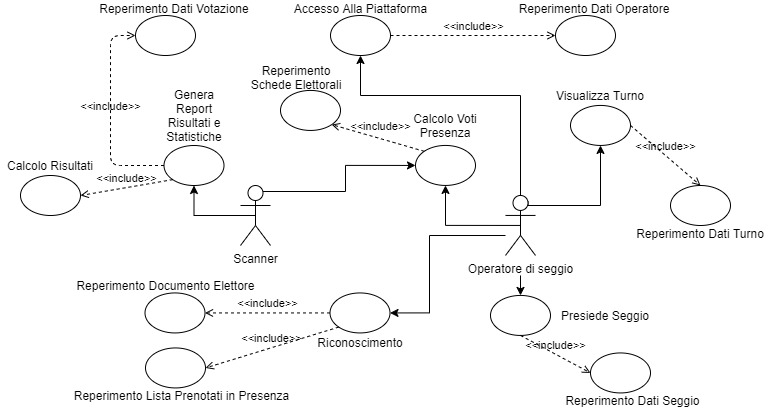 Reperimento Dati Votazione
Accesso Alla Piattaforma
Reperimento Dati Operatore
<<include>>
Reperimento
Schede Elettorali
Genera
Report
Risultati e
Statistiche
<<include>>
Visualizza Turno
Calcolo Voti
Presenza
<<include>>
<<include>>
Calcolo Risultati
<<include>>
Reperimento Dati Turno
Scanner
Operatore di seggio
Reperimento Documento Elettore
<<include>>
Presiede Seggio
<<include>>
Riconoscimento
<<include>>
Reperimento Lista Prenotati in Presenza
Reperimento Dati Seggio